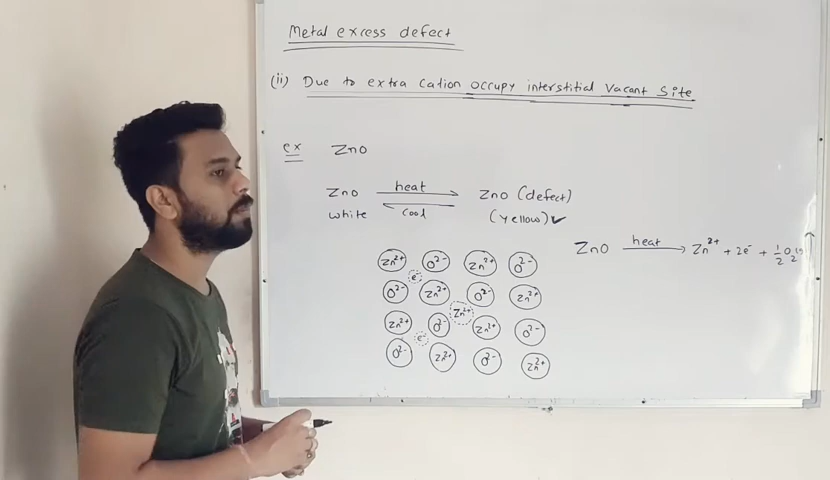 Metal excess defect
(ii) Due to extra cation occupy interstitial Vacant Site
ex ZnO
ZnO heat ZnO (defect)
white Cool (yellow) ✓
ZnO heat → Zn²⁺ + 2e⁻ + ½ O₂(g) ↑
Zn²⁺ O²⁻ Zn²⁺ O²⁻
e⁻
O²⁻ Zn²⁺ O²⁻ Zn²⁺
Zn²⁺
Zn²⁺ O²⁻ Zn²⁺ O²⁻
e⁻
O²⁻ Zn²⁺ O²⁻ Zn²⁺